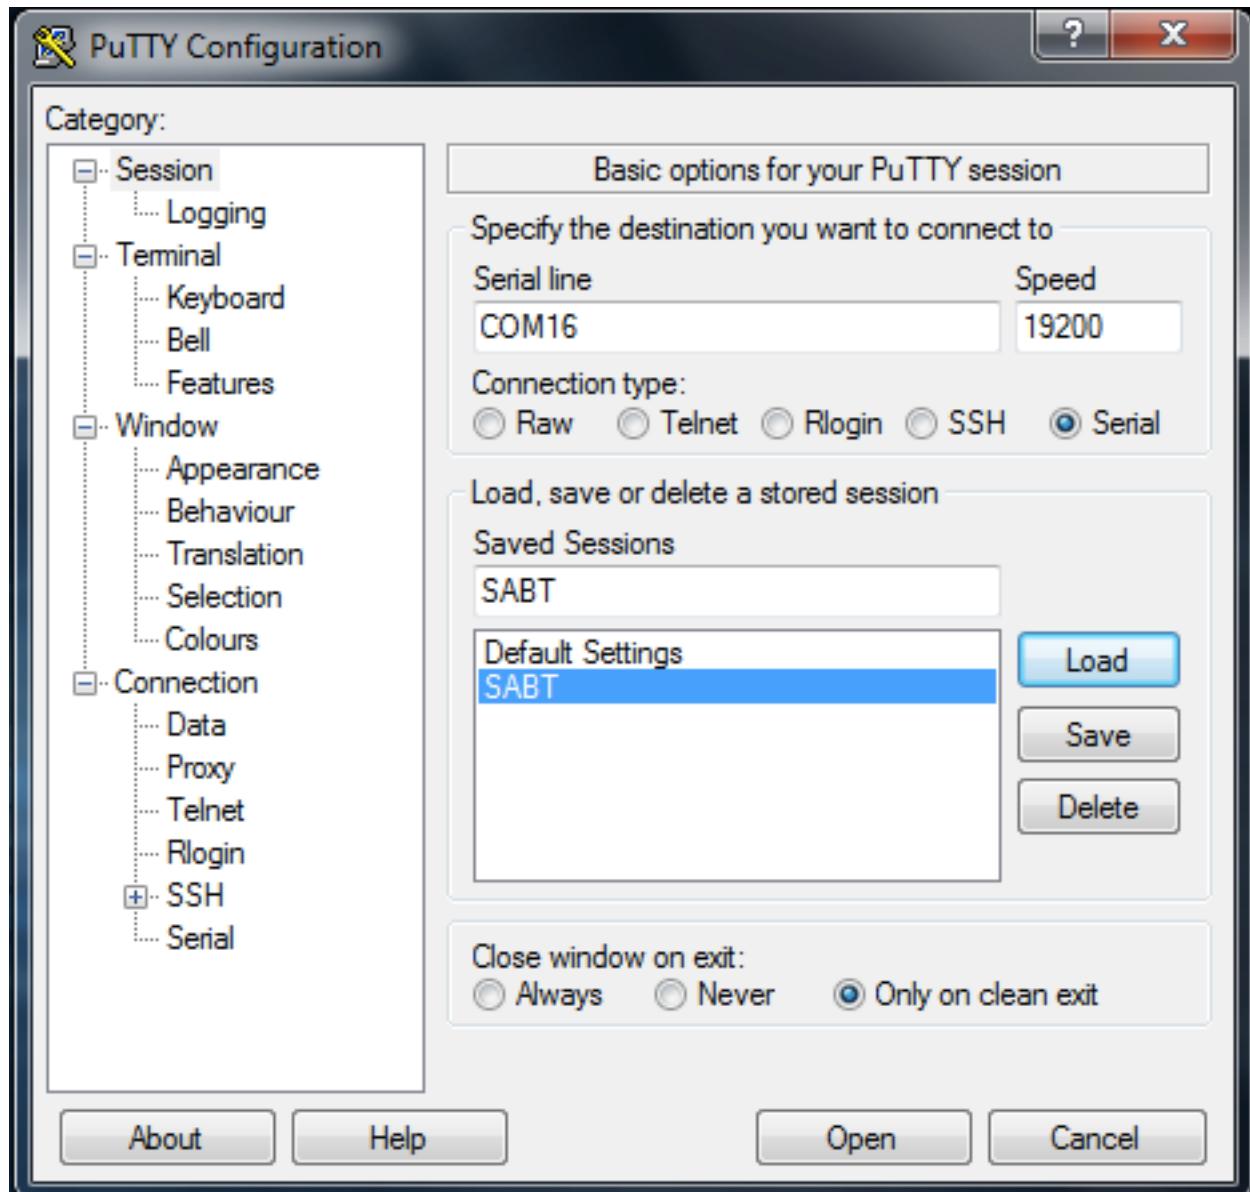 PuTTY Configuration
?
X
Category:
Session
Logging
Terminal
Keyboard
Bell
Features
Window
Appearance
Behaviour
Translation
Selection
Colours
Connection
Data
Proxy
Telnet
Rlogin
SSH
Serial
Basic options for your PuTTY session
Specify the destination you want to connect to
Serial line Speed
COM16 19200
Connection type:
Raw Telnet Rlogin SSH Serial
Load, save or delete a stored session
Saved Sessions
SABT
Default Settings
SABT
Load
Save
Delete
Close window on exit:
Always Never Only on clean exit
About Help Open Cancel